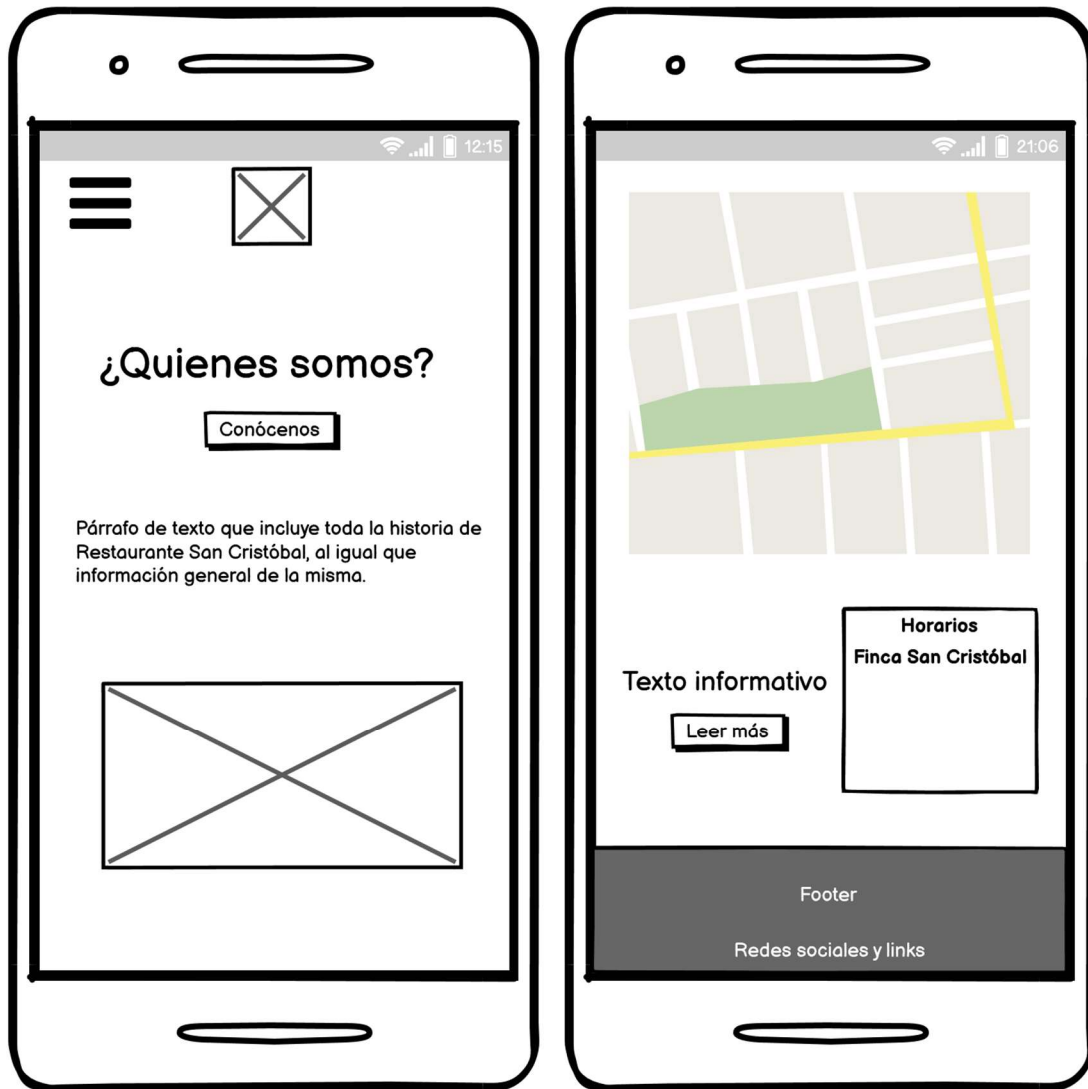 12:15
¿Quienes somos?
Conócenos
Párrafo de texto que incluye toda la historia de
Restaurante San Cristóbal, al igual que
información general de la misma.
21:06
Horarios
Finca San Cristóbal
Texto informativo
Leer más
Footer
Redes sociales y links